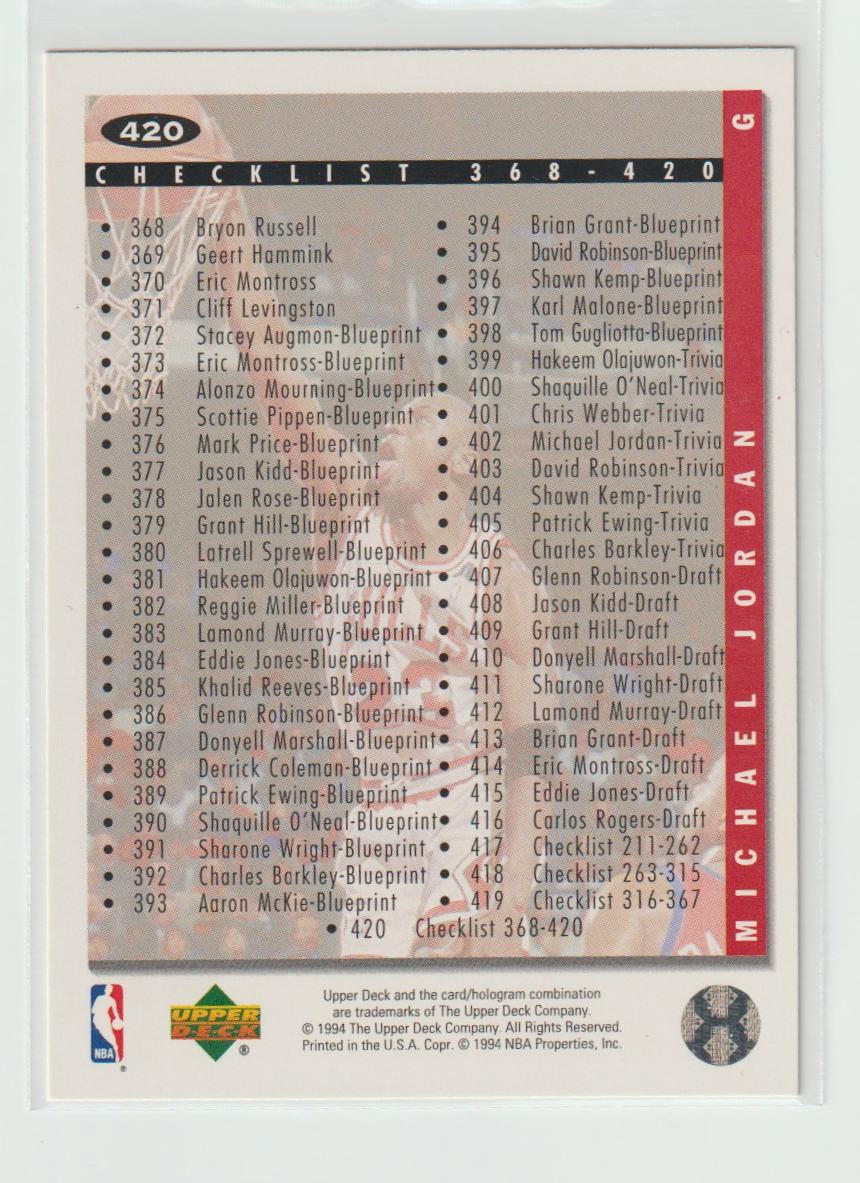 420
CHECKLIST 368-420
• 368 Bryon Russell
• 369 Geert Hammink
• 370 Eric Montross
• 371 Cliff Levingston
• 372 Stacey Augmon-Blueprint
• 373 Eric Montross-Blueprint
• 374 Alonzo Mourning-Blueprint
• 375 Scottie Pippen-Blueprint
• 376 Mark Price-Blueprint
• 377 Jason Kidd-Blueprint
• 378 Jalen Rose-Blueprint
• 379 Grant Hill-Blueprint
• 380 Latrell Sprewell-Blueprint
• 381 Hakeem Olajuwon-Blueprint
• 382 Reggie Miller-Blueprint
• 383 Lamond Murray-Blueprint
• 384 Eddie Jones-Blueprint
• 385 Khalid Reeves-Blueprint
• 386 Glenn Robinson-Blueprint
• 387 Donyell Marshall-Blueprint
• 388 Derrick Coleman-Blueprint
• 389 Patrick Ewing-Blueprint
• 390 Shaquille O'Neal-Blueprint
• 391 Sharone Wright-Blueprint
• 392 Charles Barkley-Blueprint
• 393 Aaron McKie-Blueprint
• 394 Brian Grant-Blueprint
• 395 David Robinson-Blueprint
• 396 Shawn Kemp-Blueprint
• 397 Karl Malone-Blueprint
• 398 Tom Gugliotta-Blueprint
• 399 Hakeem Olajuwon-Trivia
• 400 Shaquille O'Neal-Trivia
• 401 Chris Webber-Trivia
• 402 Michael Jordan-Trivia
• 403 David Robinson-Trivia
• 404 Shawn Kemp-Trivia
• 405 Patrick Ewing-Trivia
• 406 Charles Barkley-Trivia
• 407 Glenn Robinson-Draft
• 408 Jason Kidd-Draft
• 409 Grant Hill-Draft
• 410 Donyell Marshall-Draft
• 411 Sharone Wright-Draft
• 412 Lamond Murray-Draft
• 413 Brian Grant-Draft
• 414 Eric Montross-Draft
• 415 Eddie Jones-Draft
• 416 Carlos Rogers-Draft
• 417 Checklist 211-262
• 418 Checklist 263-315
• 419 Checklist 316-367
• 420 Checklist 368-420
MICHAEL JORDAN G
NBA
®
UPPER
DECK
®
Upper Deck and the card/hologram combination
are trademarks of The Upper Deck Company.
© 1994 The Upper Deck Company. All Rights Reserved.
Printed in the U.S.A. Copr. © 1994 NBA Properties, Inc.